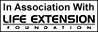 In Association With
LIFE EXTENSION
FOUNDATION